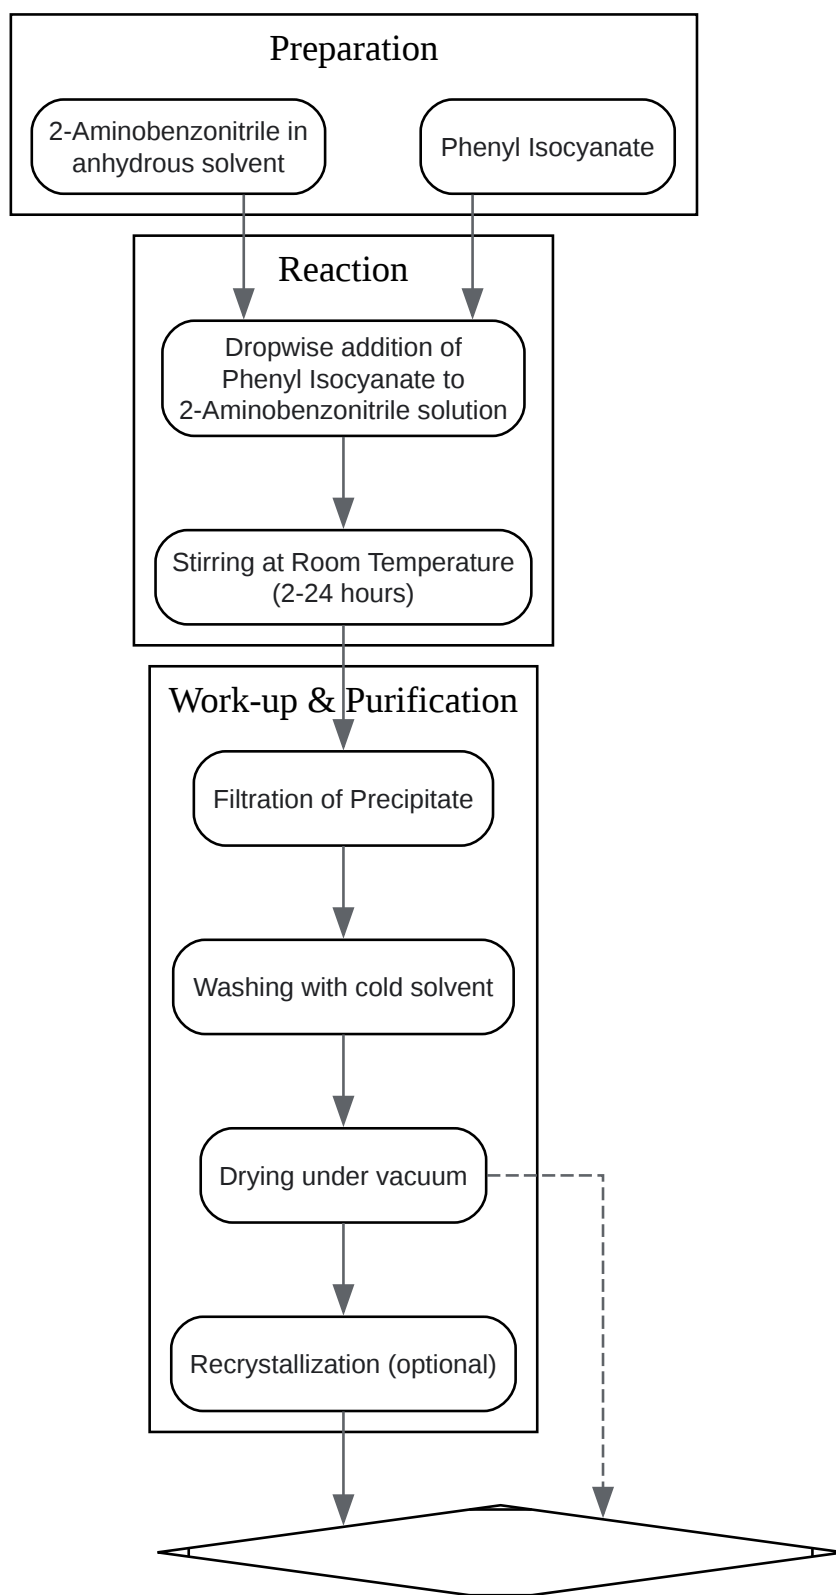 Preparation
2-Aminobenzonitrile in
anhydrous solvent
Phenyl Isocyanate
Reaction
Dropwise addition of
Phenyl Isocyanate to
2-Aminobenzonitrile solution
Stirring at Room Temperature
(2-24 hours)
Work-up & Purification
Filtration of Precipitate
Washing with cold solvent
Drying under vacuum
Recrystallization (optional)